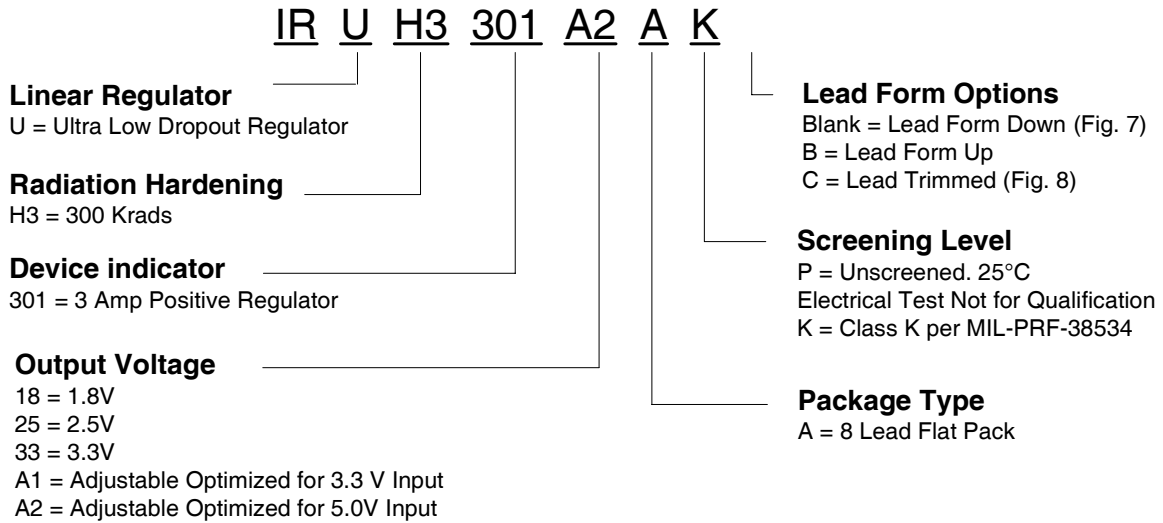 IR U H3 301 A2 A K
Linear Regulator
U = Ultra Low Dropout Regulator
Radiation Hardening
H3 = 300 Krads
Device indicator
301 = 3 Amp Positive Regulator
Output Voltage
18 = 1.8V
25 = 2.5V
33 = 3.3V
A1 = Adjustable Optimized for 3.3 V Input
A2 = Adjustable Optimized for 5.0V Input
Lead Form Options
Blank = Lead Form Down (Fig. 7)
B = Lead Form Up
C = Lead Trimmed (Fig. 8)
Screening Level
P = Unscreened. 25°C
Electrical Test Not for Qualification
K = Class K per MIL-PRF-38534
Package Type
A = 8 Lead Flat Pack